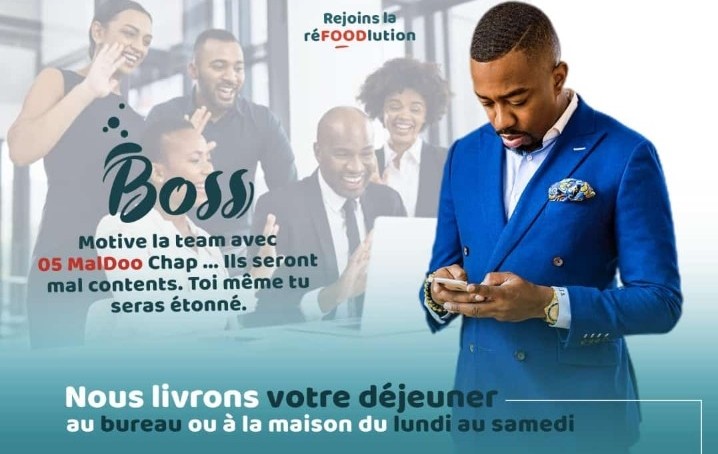 Rejoins la
réFOODlution
Boss
Motive la team avec
05 MalDoo Chap ... Ils seront
mal contents. Toi même tu
seras étonné.
Nous livrons votre déjeuner
au bureau ou à la maison du lundi au samedi